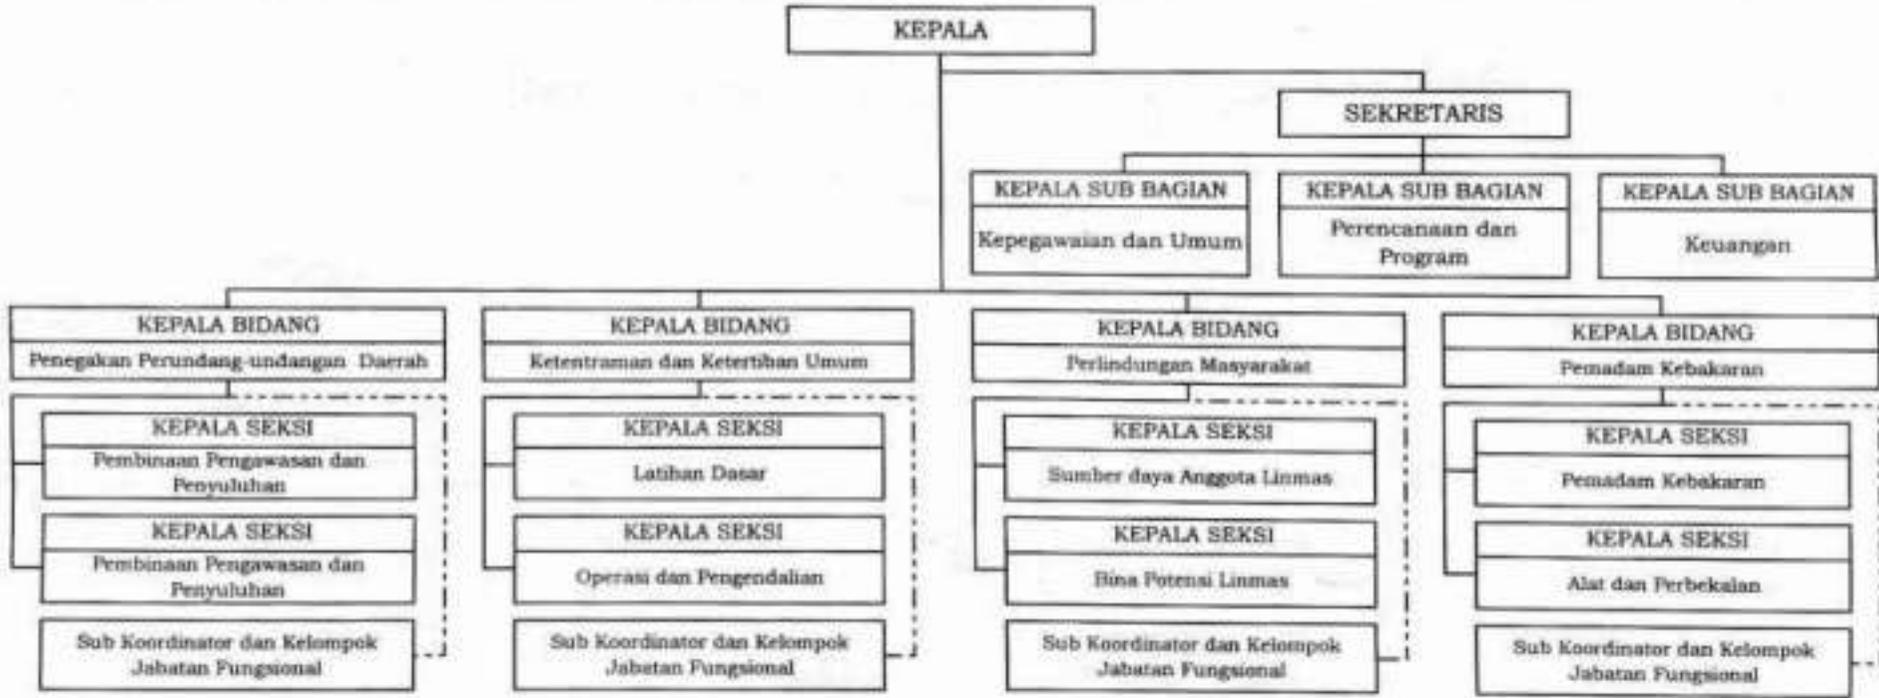 KEPALA
SEKRETARIS
KEPALA SUB BAGIAN
Kepegawaian dan Umum
KEPALA SUB BAGIAN
Perencanaan dan
Program
KEPALA SUB BAGIAN
Keuangan
KEPALA BIDANG
Penegakan Perundang-undangan Daerah
KEPALA SEKSI
Pembinaan Pengawasan dan
Penyuluhan
KEPALA SEKSI
Pembinaan Pengawasan dan
Penyuluhan
Sub Koordinator dan Kelompok
Jabatan Fungsional
KEPALA BIDANG
Ketentraman dan Ketertiban Umum
KEPALA SEKSI
Latihan Dasar
KEPALA SEKSI
Operasi dan Pengendalian
Sub Koordinator dan Kelompok
Jabatan Fungsional
KEPALA BIDANG
Perlindungan Masyarakat
KEPALA SEKSI
Sumber daya Anggota Linmas
KEPALA SEKSI
Bina Potensi Linmas
Sub Koordinator dan Kelompok
Jabatan Fungsional
KEPALA BIDANG
Pemadam Kebakaran
KEPALA SEKSI
Pemadam Kebakaran
KEPALA SEKSI
Alat dan Perbekalan
Sub Koordinator dan Kelompok
Jabatan Fungsional